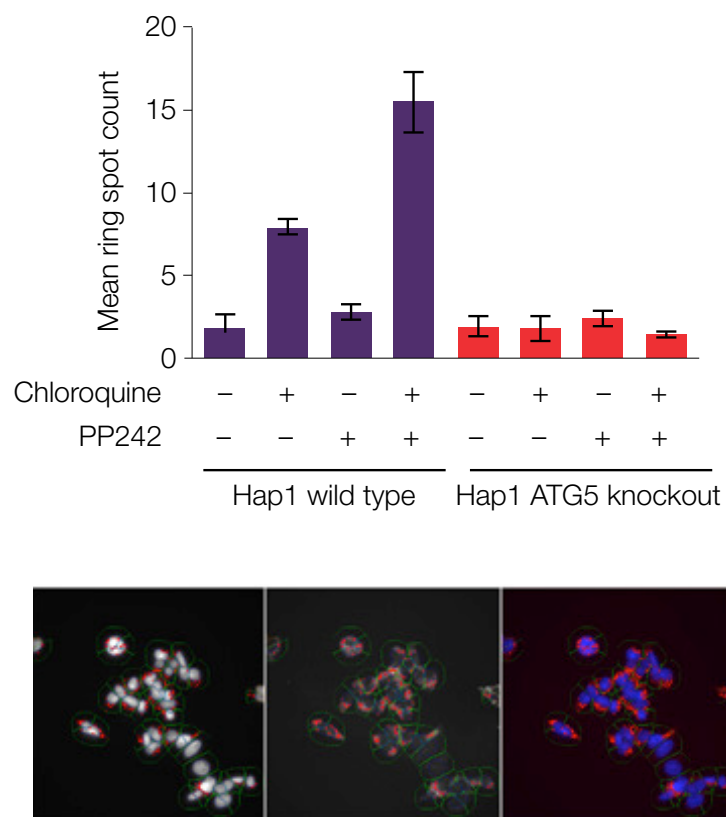 20
15
10
5
0
Mean ring spot count
Chloroquine – + – + – + – +
PP242 – – + + – – + +
Hap1 wild type Hap1 ATG5 knockout